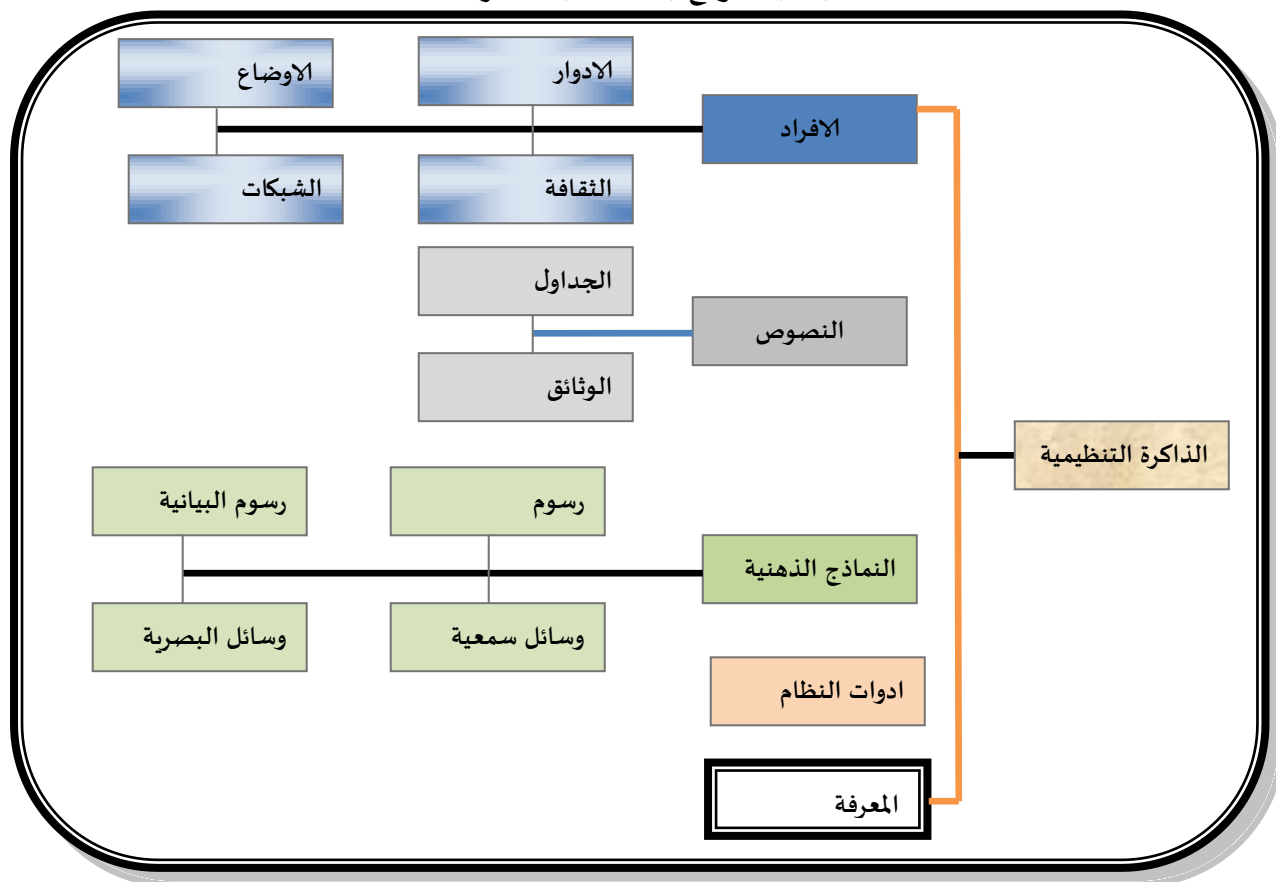 الاوضاع
الادوار
الافراد
الشبكات
الثقافة
الجداول
النصوص
الوثائق
الذاكرة التنظيمية
رسوم البيانية
رسوم
النماذج الذهنية
وسائل البصرية
وسائل سمعية
ادوات النظام
المعرفة